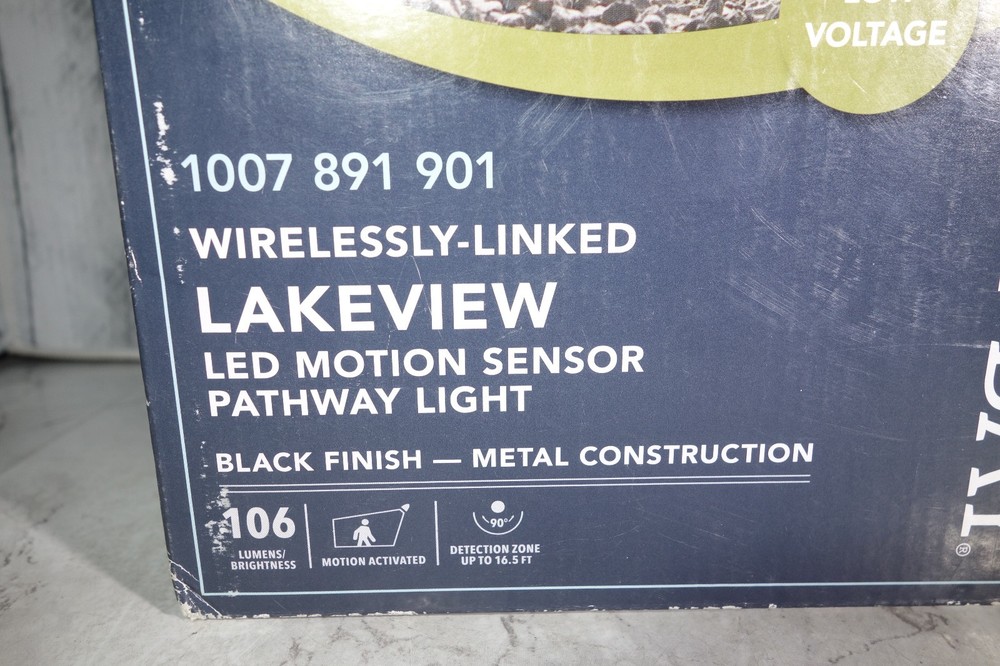 VOLTAGE
1007 891 901
WIRELESSLY-LINKED
LAKEVIEW
LED MOTION SENSOR
PATHWAY LIGHT
BLACK FINISH — METAL CONSTRUCTION
106
LUMENS/
BRIGHTNESS
MOTION ACTIVATED
90°
DETECTION ZONE
UP TO 16.5 FT
®